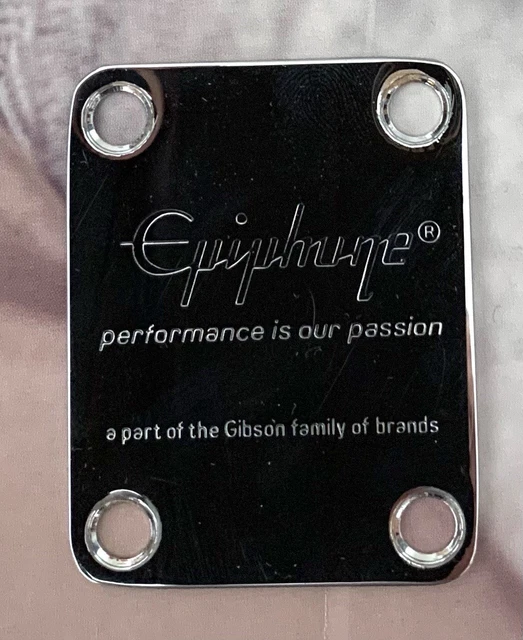 Epiphone®
performance is our passion
a part of the Gibson family of brands